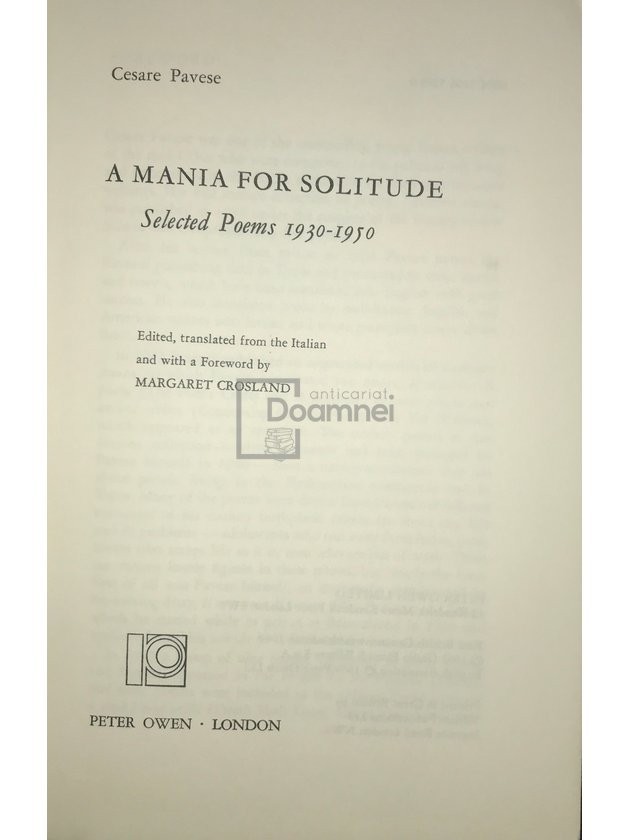 Cesare Pavese
A MANIA FOR SOLITUDE
Selected Poems 1930-1950
Edited, translated from the Italian
and with a Foreword by
MARGARET CROSLAND
anticariat
Doamnei
PETER OWEN · LONDON